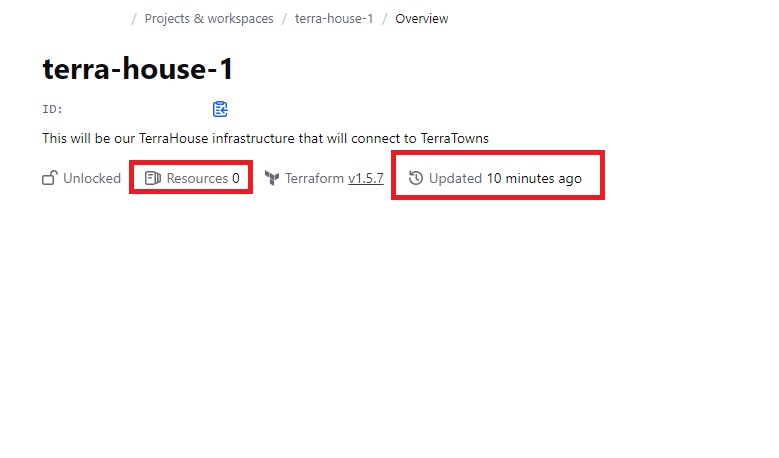 / Projects & workspaces / terra-house-1 / Overview
terra-house-1
ID:
This will be our TerraHouse infrastructure that will connect to TerraTowns
Unlocked Resources 0 Terraform v1.5.7 Updated 10 minutes ago